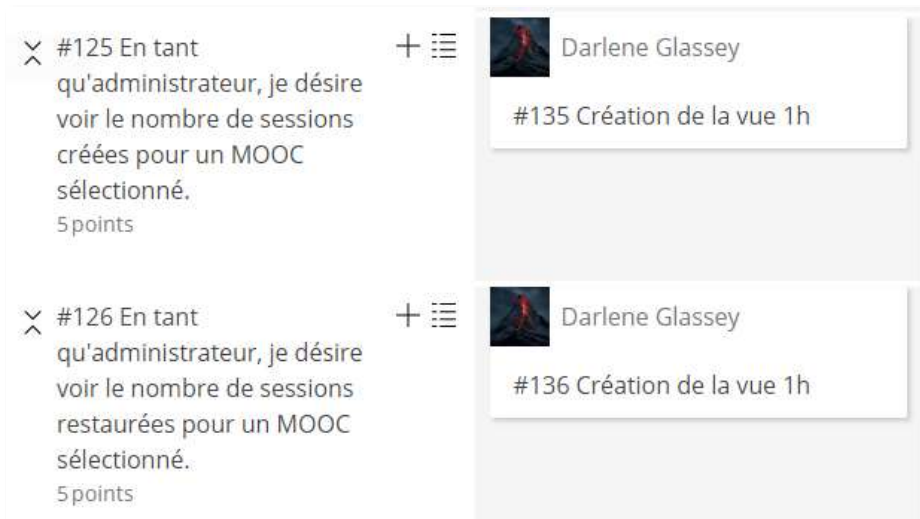 #125 En tant
qu'administrateur, je désire
voir le nombre de sessions
créées pour un MOOC
sélectionné.
5 points
Darlene Glassey
#135 Création de la vue 1h
#126 En tant
qu'administrateur, je désire
voir le nombre de sessions
restaurées pour un MOOC
sélectionné.
5 points
Darlene Glassey
#136 Création de la vue 1h